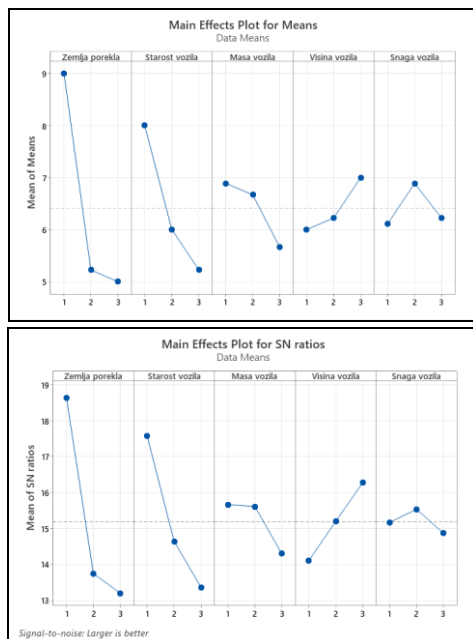 Main Effects Plot for Means
Data Means
Zemlja porekla Starost vozila Masa vozila Visina vozila Snaga vozila
Mean of Means
9
8
7
6
5
1 2 3 1 2 3 1 2 3 1 2 3 1 2 3
Main Effects Plot for SN ratios
Data Means
Zemlja porekla Starost vozila Masa vozila Visina vozila Snaga vozila
Mean of SN ratios
19
18
17
16
15
14
13
1 2 3 1 2 3 1 2 3 1 2 3 1 2 3
Signal-to-noise: Larger is better